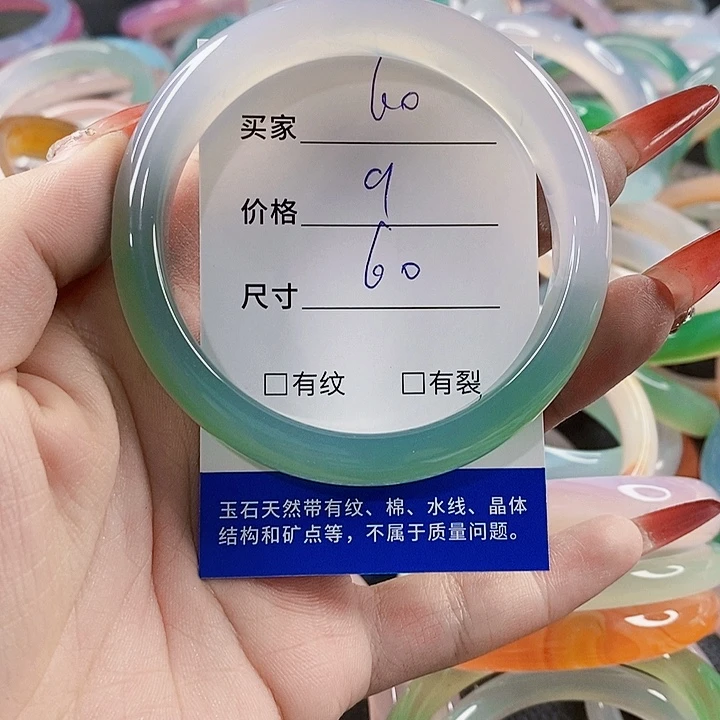 买家 60
价格 9
尺寸 60
□有纹 □有裂
玉石天然带有纹、棉、水线、晶体
结构和矿点等，不属于质量问题。